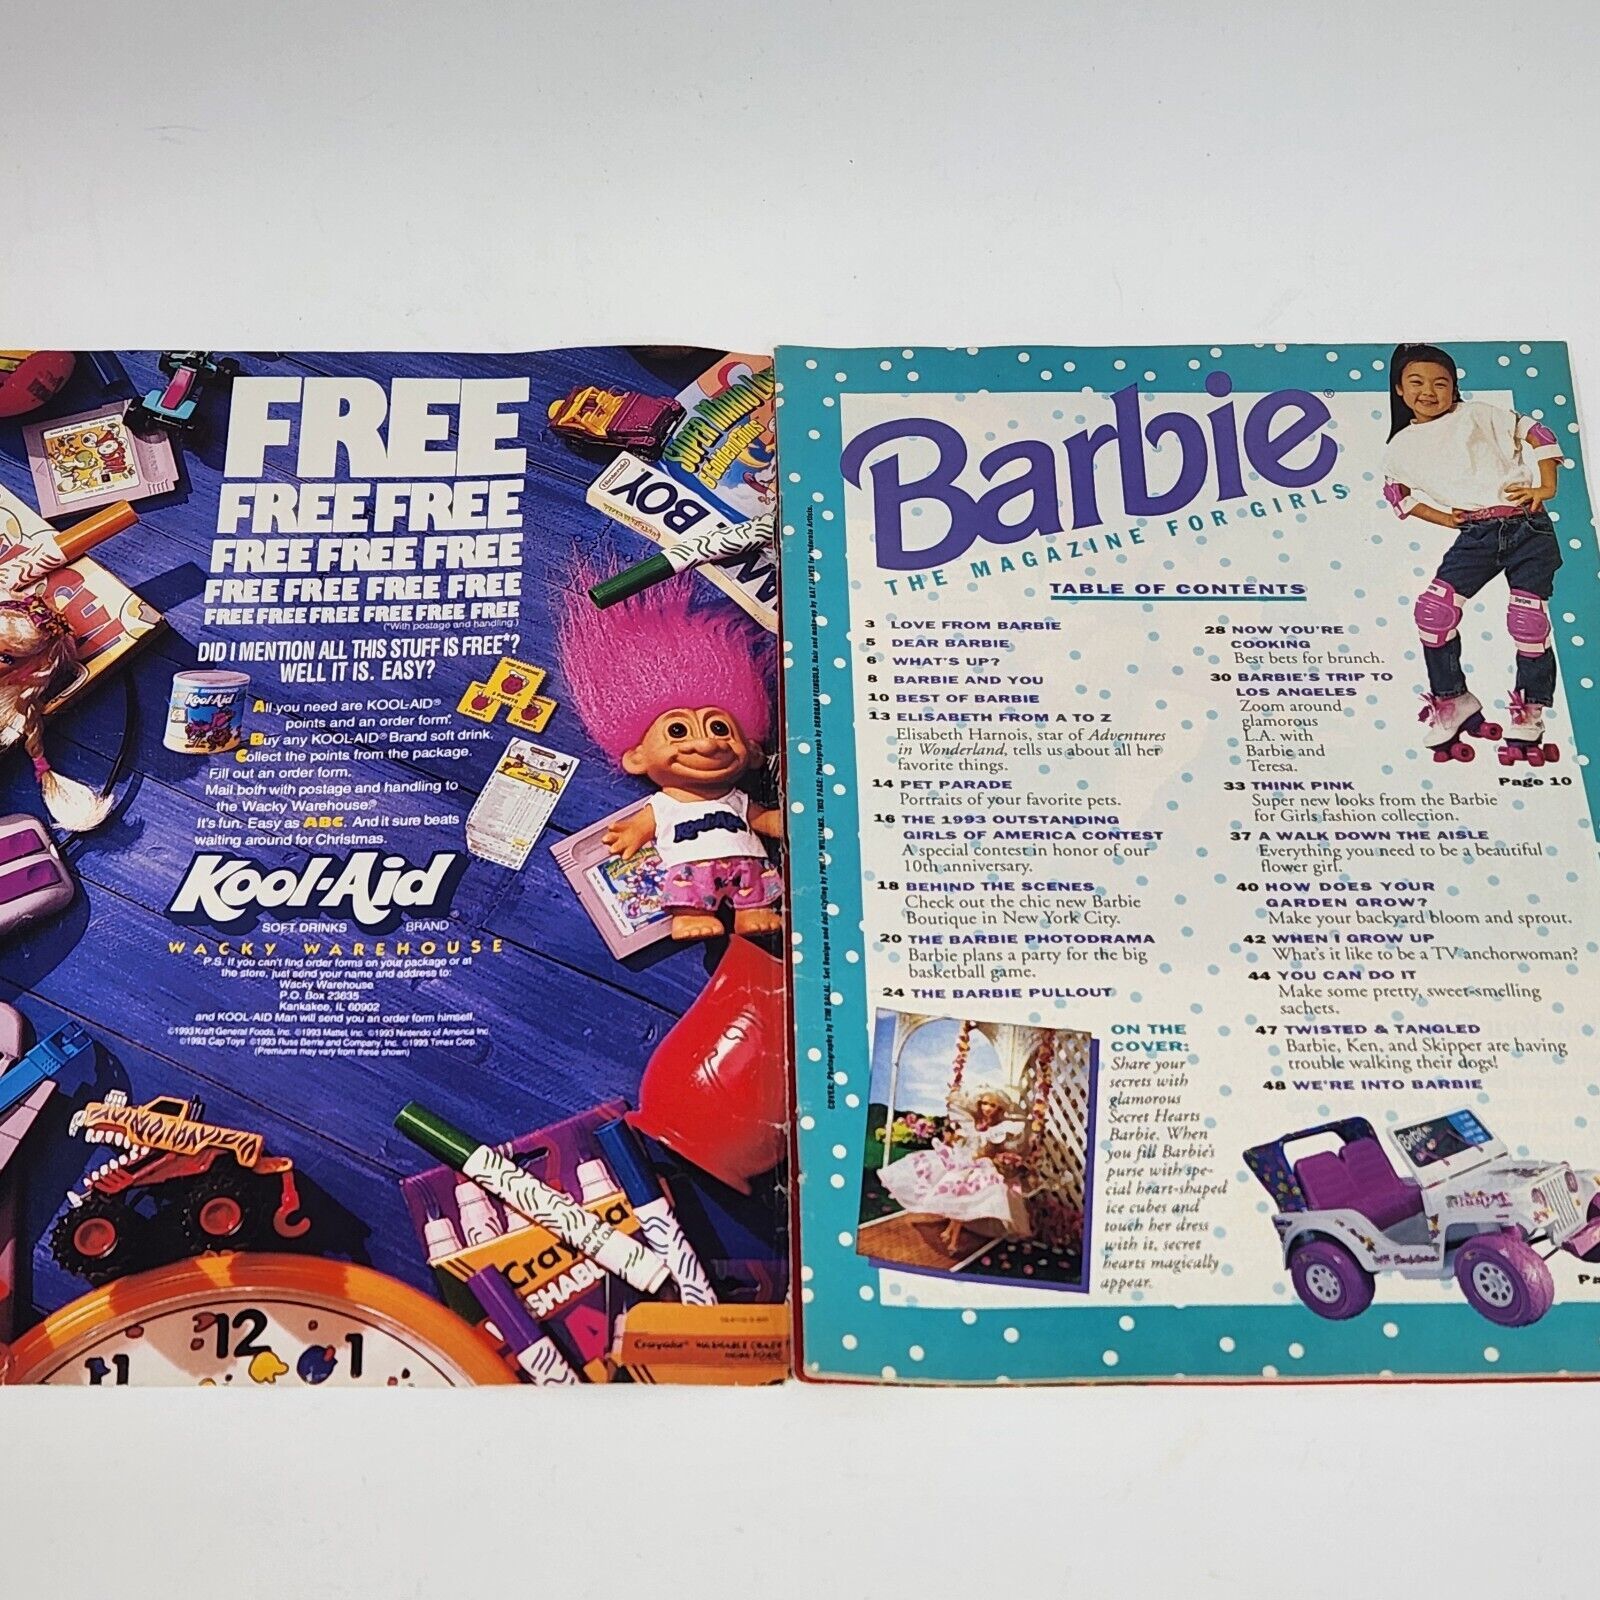 FREE
FREE FREE
FREE FREE FREE
FREE FREE FREE FREE
FREE FREE FREE FREE FREE FREE
(*With postage and handling.)
DID I MENTION ALL THIS STUFF IS FREE*?
WELL IT IS. EASY?
All you need are KOOL-AID®
points and an order form.
Buy any KOOL-AID® Brand soft drink.
Collect the points from the package.
Fill out an order form.
Mail both with postage and handling to
the Wacky Warehouse®
It's fun. Easy as ABC. And it sure beats
waiting around for Christmas.
Kool-Aid
SOFT DRINKS BRAND
WACKY WAREHOUSE
P.S. If you can't find order forms on your package or at
the store, just send your name and address to:
Wacky Warehouse
P.O. Box 23635
Kankakee, IL 60902
and KOOL-AID Man will send you an order form himself.
©1993 Kraft General Foods, Inc. ©1993 Mattel, Inc. ©1993 Nintendo of America Inc.
©1993 Cap Toys ©1993 Russ Berrie and Company, Inc. ©1993 Timex Corp.
(Premiums may vary from these shown)
Kool-Aid
SUPER MARIO
Golden Coins
Nintendo
BOY
Kool-Aid
Crayola
12
11
1
Barbie®
THE MAGAZINE FOR GIRLS
TABLE OF CONTENTS
3 LOVE FROM BARBIE
5 DEAR BARBIE
6 WHAT'S UP?
8 BARBIE AND YOU
10 BEST OF BARBIE
13 ELISABETH FROM A TO Z
Elisabeth Harnois, star of Adventures
in Wonderland, tells us about all her
favorite things.
14 PET PARADE
Portraits of your favorite pets.
16 THE 1993 OUTSTANDING
GIRLS OF AMERICA CONTEST
A special contest in honor of our
10th anniversary.
18 BEHIND THE SCENES
Check out the chic new Barbie
Boutique in New York City.
20 THE BARBIE PHOTODRAMA
Barbie plans a party for the big
basketball game.
24 THE BARBIE PULLOUT
28 NOW YOU'RE
COOKING
Best bets for brunch.
30 BARBIE'S TRIP TO
LOS ANGELES
Zoom around
glamorous
L.A. with
Barbie and
Teresa.
Page 10
33 THINK PINK
Super new looks from the Barbie
for Girls fashion collection.
37 A WALK DOWN THE AISLE
Everything you need to be a beautiful
flower girl.
40 HOW DOES YOUR
GARDEN GROW?
Make your backyard bloom and sprout.
42 WHEN I GROW UP
What's it like to be a TV anchorwoman?
44 YOU CAN DO IT
Make some pretty, sweet-smelling
sachets.
47 TWISTED & TANGLED
Barbie, Ken, and Skipper are having
trouble walking their dogs!
48 WE'RE INTO BARBIE
ON THE
COVER:
Share your
secrets with
glamorous
Secret Hearts
Barbie. When
you fill Barbie's
purse with spe-
cial heart-shaped
ice cubes and
touch her dress
with it, secret
hearts magically
appear.
Barbie